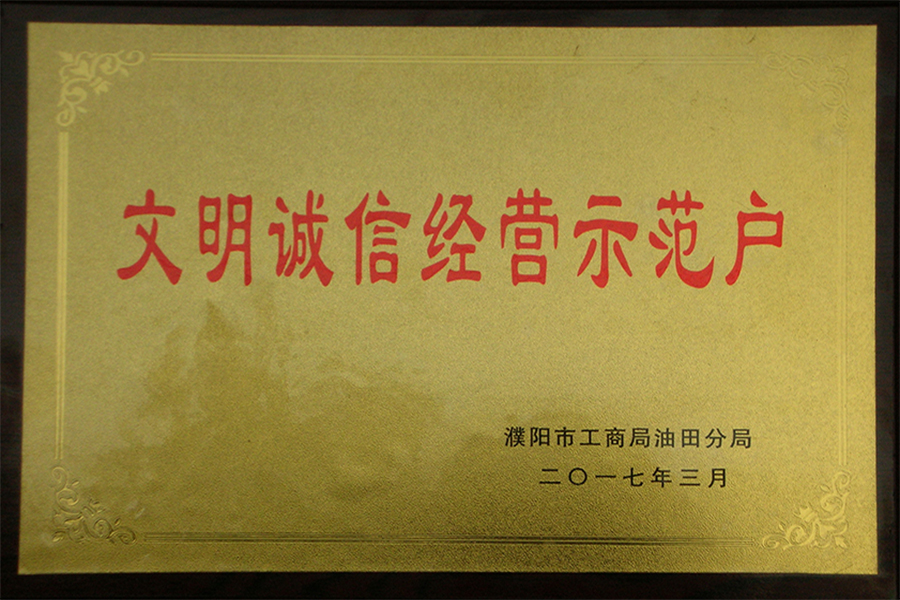 文明诚信经营示范户
濮阳市工商局油田分局
二〇一七年三月